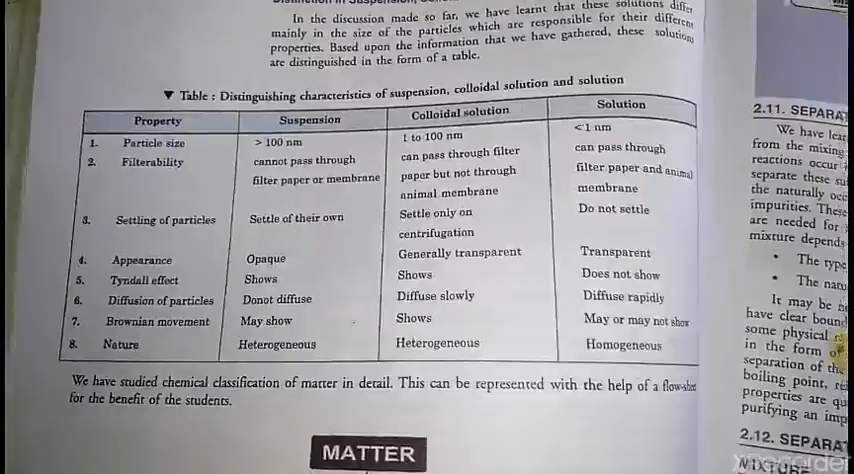 In the discussion made so far, we have learnt that these solutions differ
mainly in the size of the particles which are responsible for their different
properties. Based upon the information that we have gathered, these solutions
are distinguished in the form of a table.
▼ Table : Distinguishing characteristics of suspension, colloidal solution and solution
Property Suspension Colloidal solution Solution
1. Particle size > 100 nm 1 to 100 nm <1 nm
2. Filterability cannot pass through can pass through filter can pass through
filter paper or membrane paper but not through filter paper and animal
animal membrane membrane
3. Settling of particles Settle of their own Settle only on Do not settle
centrifugation
4. Appearance Opaque Generally transparent Transparent
5. Tyndall effect Shows Shows Does not show
6. Diffusion of particles Donot diffuse Diffuse slowly Diffuse rapidly
7. Brownian movement May show Shows May or may not show
8. Nature Heterogeneous Heterogeneous Homogeneous
We have studied chemical classification of matter in detail. This can be represented with the help of a
for the benefit of the students.
MATTER
2.11. SEPARAT
We have lear
from the mixing
reactions occur
separate these
the naturally
impurities. These
are needed for
mixture depends
• The type
• The
It may be
have clear
some physical
in the form of
separation of the
boiling point,
properties are
purifying an
2.12. SEPARA
MIXTURE